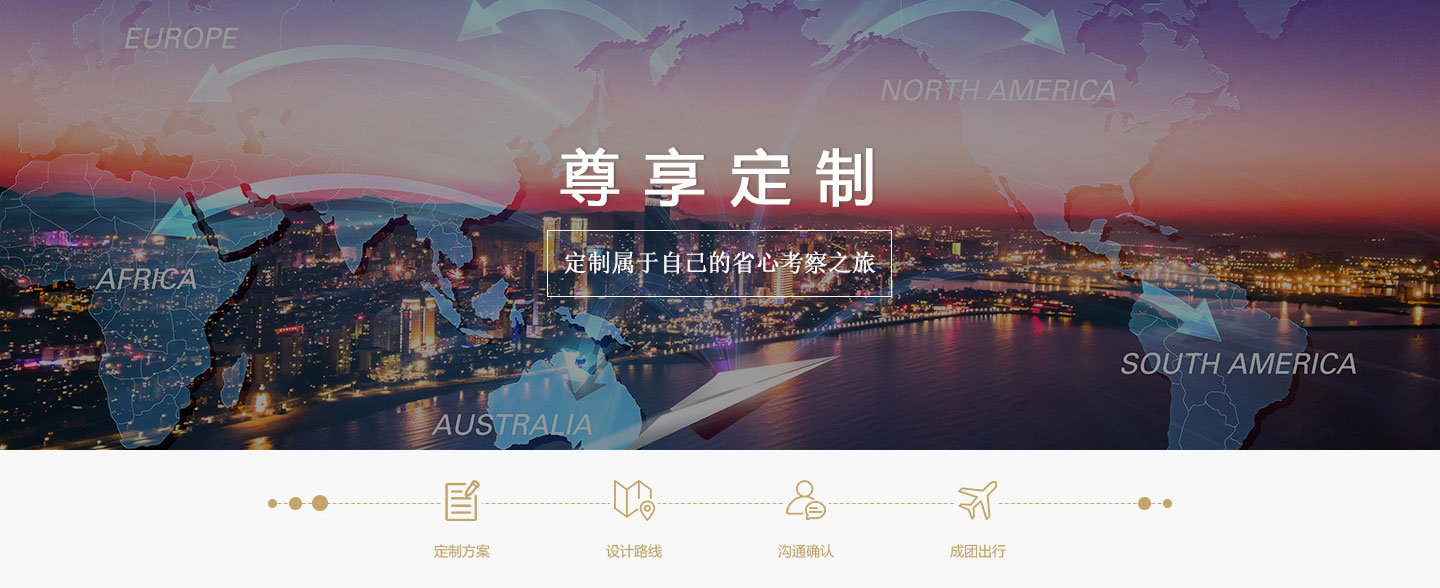 EUROPE
NORTH AMERICA
尊享定制
定制属于自己的省心考察之旅
AFRICA
SOUTH AMERICA
AUSTRALIA
定制方案
设计路线
沟通确认
成团出行